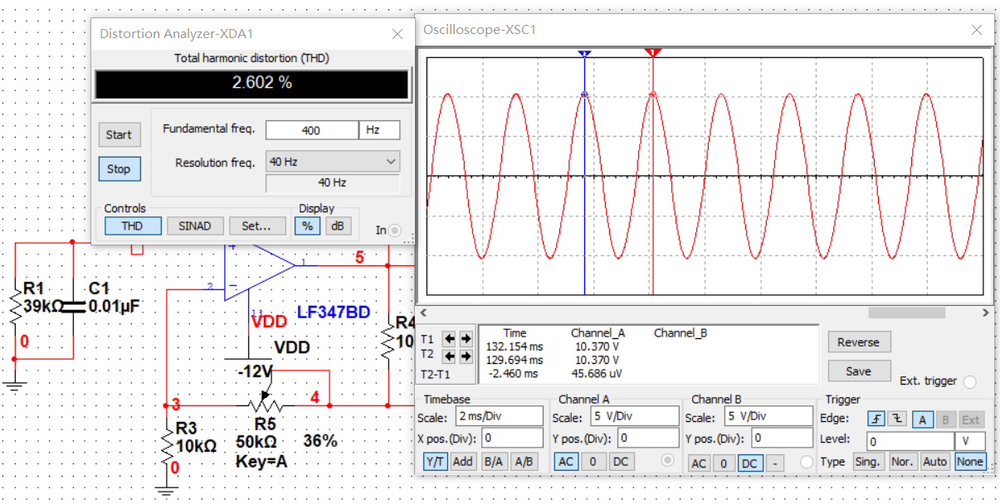 Distortion Analyzer-XDA1
Total harmonic distortion (THD)
2.602 %
Start
Fundamental freq.
400
Hz
Stop
Resolution freq.
40 Hz
40 Hz
Controls
Display
THD
SINAD
Set...
%
dB
In
Oscilloscope-XSC1
2
1
Time
Channel_A
Channel_B
T1
132.154 ms
10.370 V
T2
129.694 ms
10.370 V
T2-T1
-2.460 ms
45.686 uV
Reverse
Save
Ext. trigger
Timebase
Scale:
2 ms/Div
X pos.(Div):
0
Y/T
Add
B/A
A/B
Channel A
Scale:
5 V/Div
Y pos.(Div):
0
AC
0
DC
Channel B
Scale:
5 V/Div
Y pos.(Div):
0
AC
0
DC
-
Trigger
Edge:
A
B
Ext
Level:
0
V
Type
Sing.
Nor.
Auto
None
R1
39kΩ
0
C1
0.01µF
4
1
5
2
LF347BD
VDD
VDD
-12V
R4
10
3
4
R3
10kΩ
0
R5
50kΩ
Key=A
36%